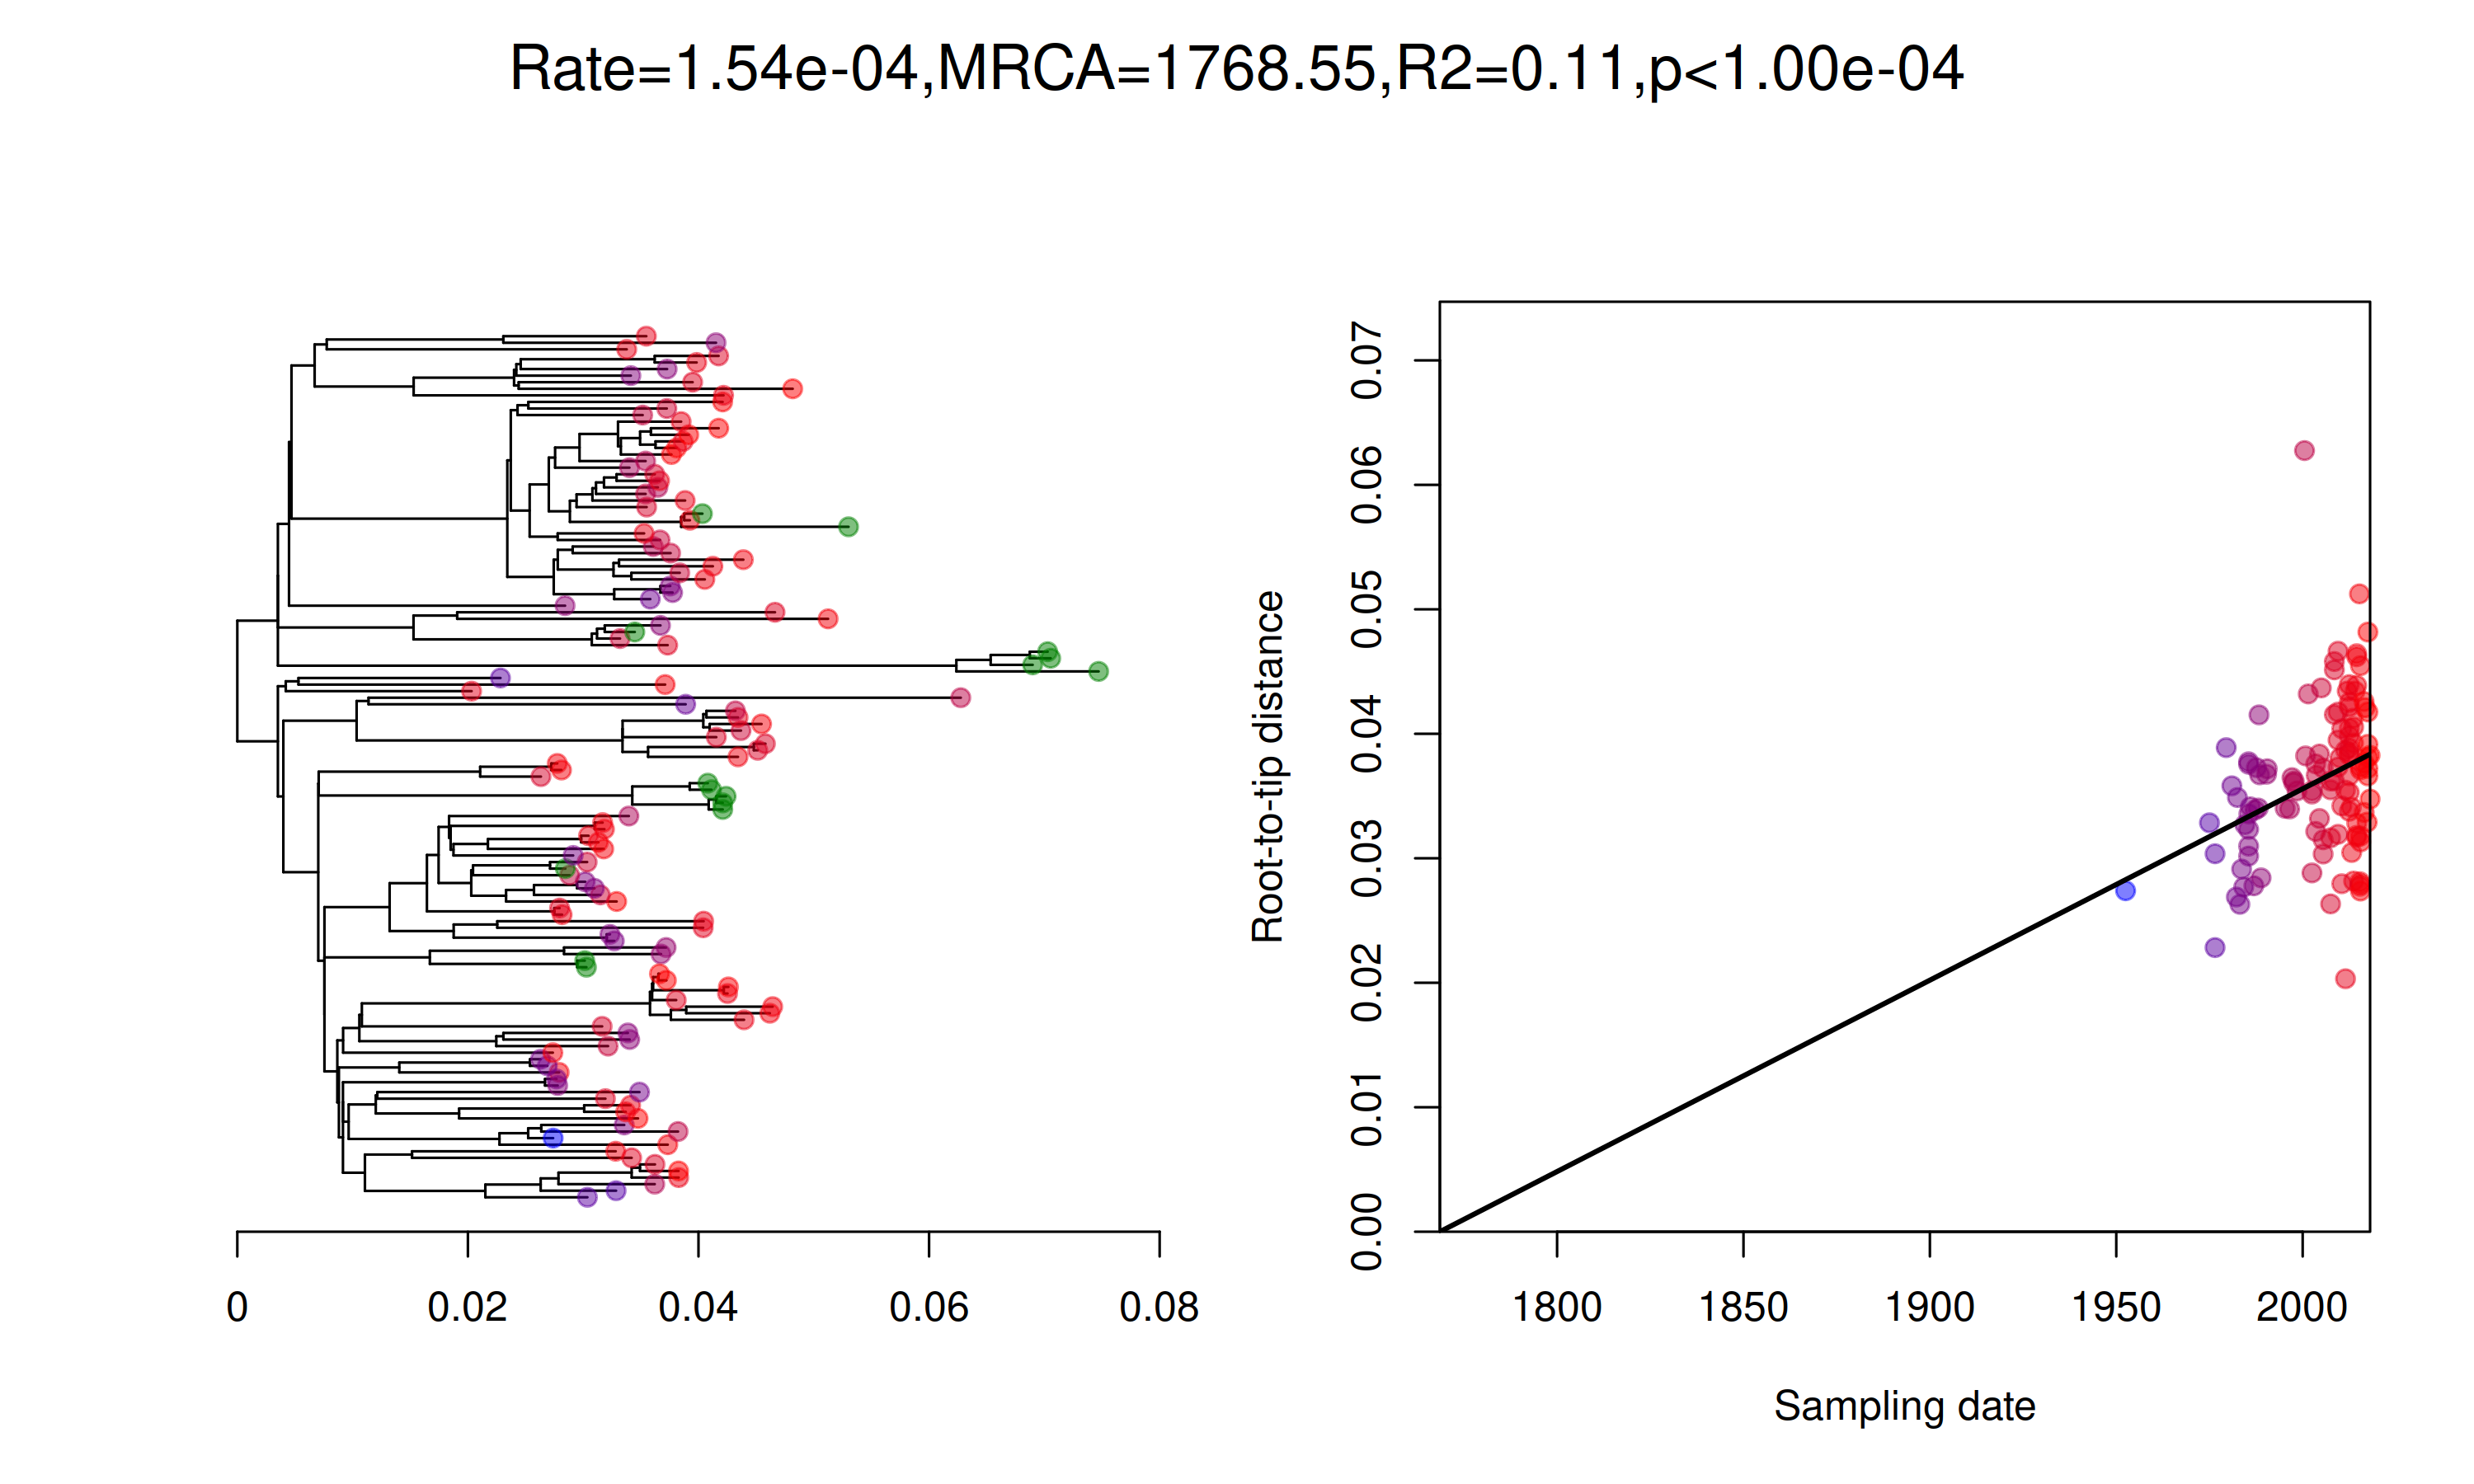 Rate=1.54e-04,MRCA=1768.55,R2=0.11,p<1.00e-04
0 0.02 0.04 0.06 0.08
Root-to-tip distance
0.00 0.01 0.02 0.03 0.04 0.05 0.06 0.07
1800 1850 1900 1950 2000
Sampling date